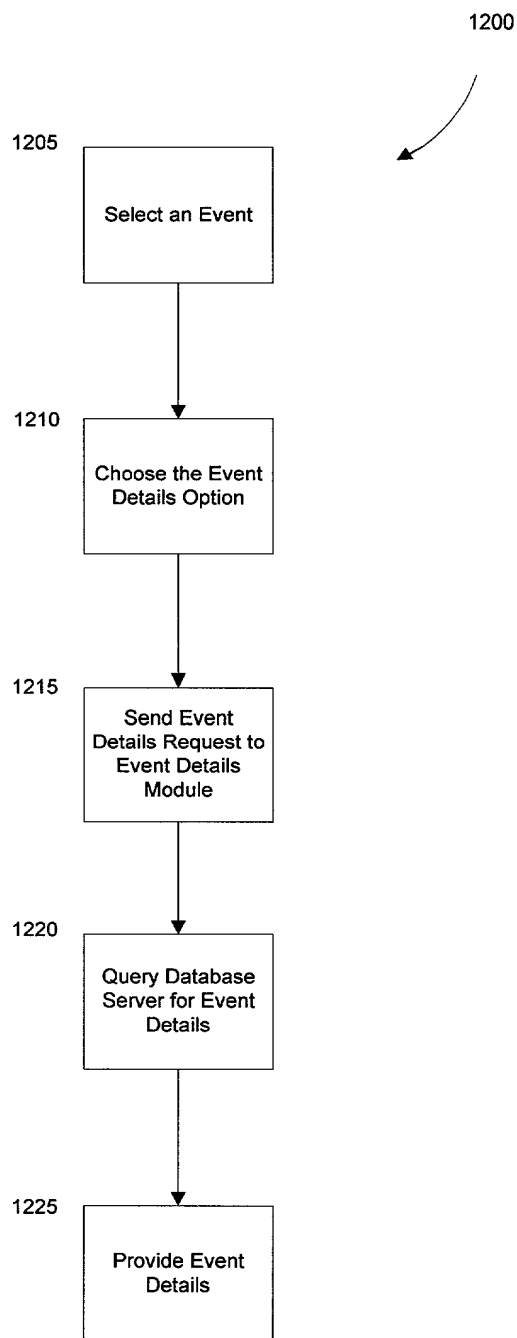 1200
1205
Select an Event
1210
Choose the Event
Details Option
1215
Send Event
Details Request to
Event Details
Module
1220
Query Database
Server for Event
Details
1225
Provide Event
Details